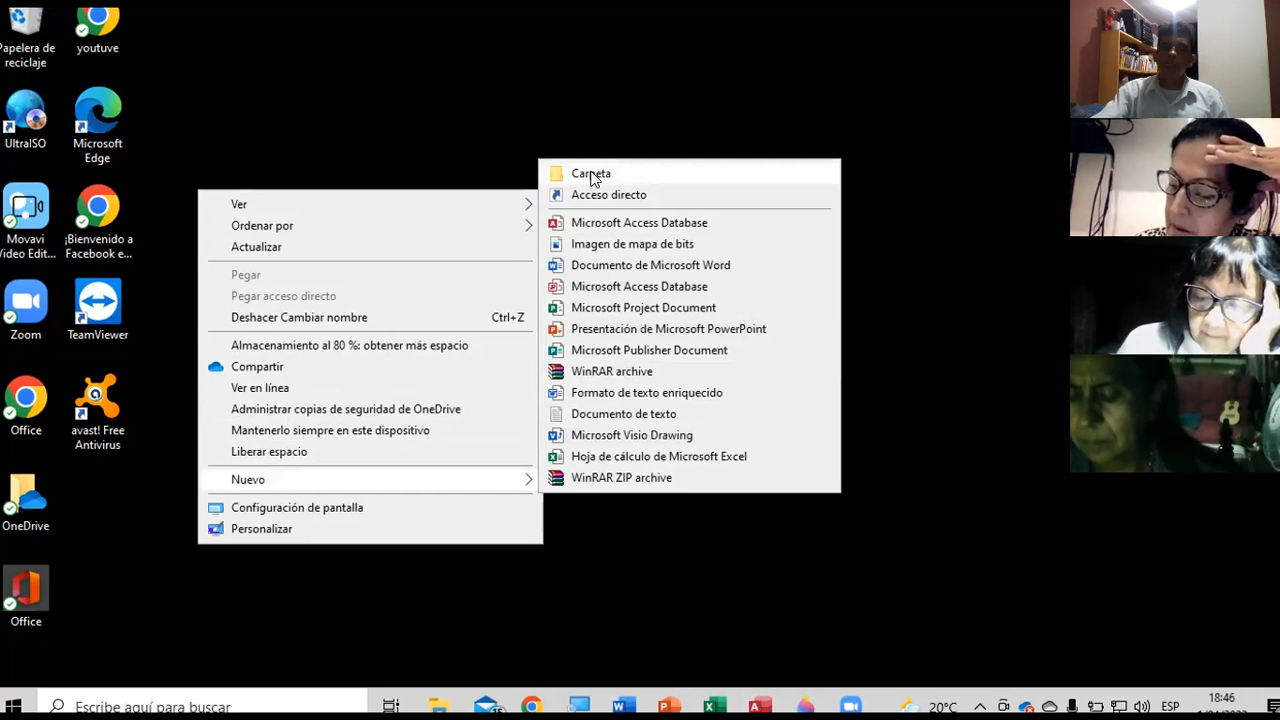 Papelera de
reciclaje
youtuve
UltraISO
Microsoft
Edge
Movavi
Video Edit...
¡Bienvenido a
Facebook e...
Zoom
TeamViewer
Office
avast! Free
Antivirus
OneDrive
Office
Ver
Ordenar por
Actualizar
Pegar
Pegar acceso directo
Deshacer Cambiar nombre Ctrl+Z
Almacenamiento al 80 %: obtener más espacio
Compartir
Ver en línea
Administrar copias de seguridad de OneDrive
Mantenerlo siempre en este dispositivo
Liberar espacio
Nuevo
Configuración de pantalla
Personalizar
Carpeta
Acceso directo
Microsoft Access Database
Imagen de mapa de bits
Documento de Microsoft Word
Microsoft Access Database
Microsoft Project Document
Presentación de Microsoft PowerPoint
Microsoft Publisher Document
WinRAR archive
Formato de texto enriquecido
Documento de texto
Microsoft Visio Drawing
Hoja de cálculo de Microsoft Excel
WinRAR ZIP archive
Escribe aquí para buscar
20°C
ESP
18:46